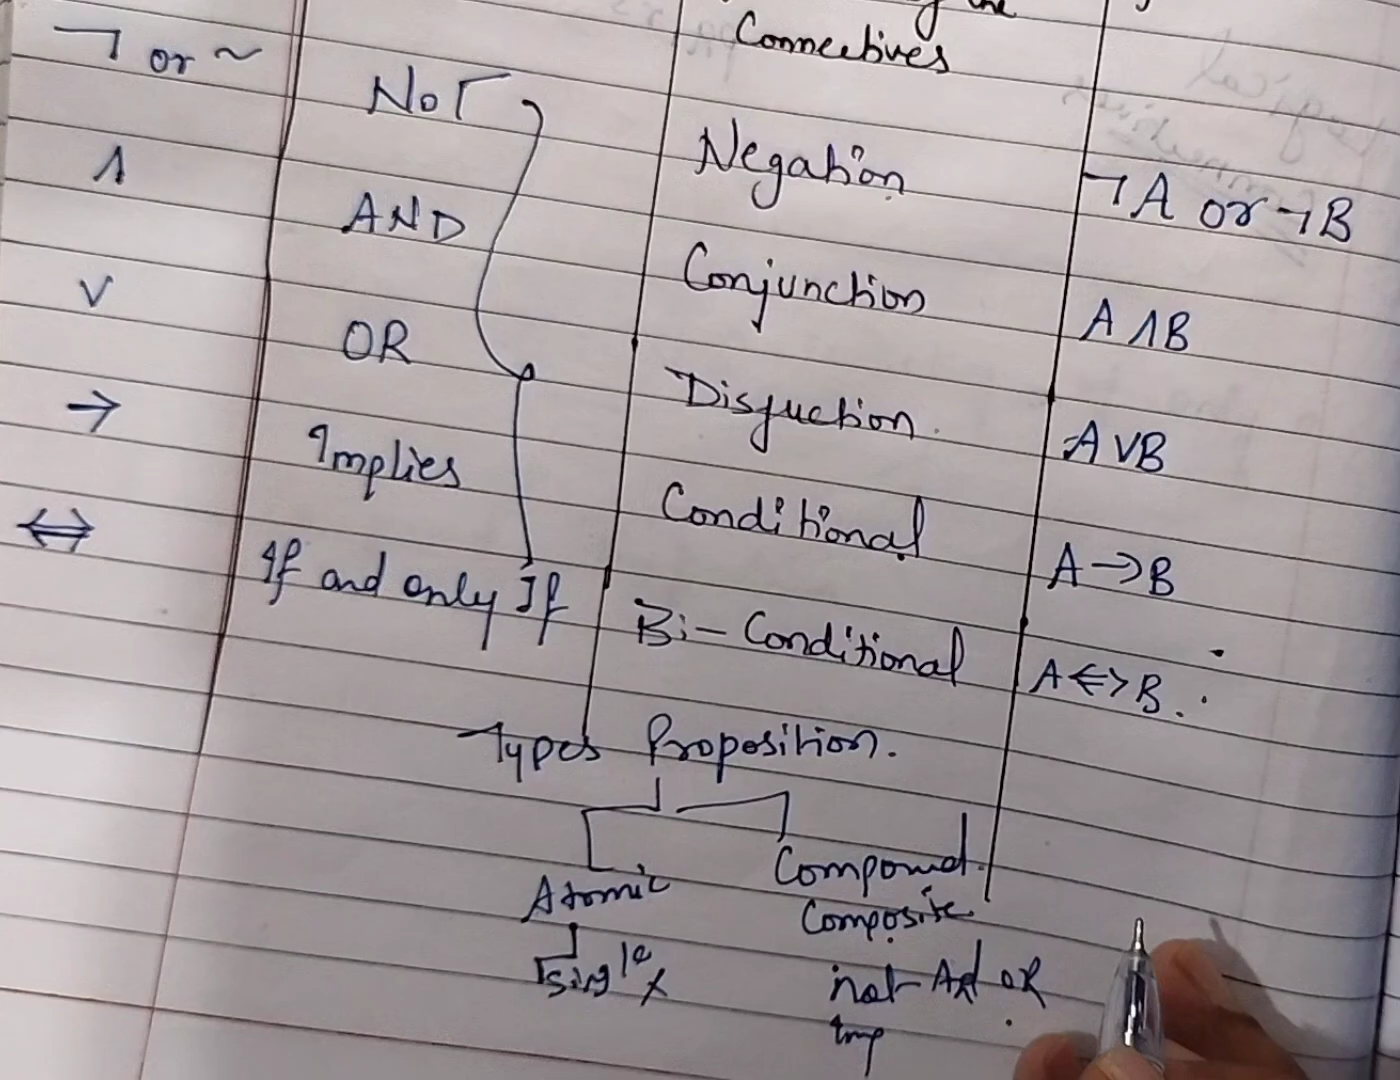 the
Connectives
¬ or ~ NOT Negation ¬A or ¬B
∧ AND Conjunction A∧B
∨ OR Disjuction A∨B
→ Implies Conditional A→B
⇔ If and only If Bi-Conditional A⇔B.
Types Proposition.
Atomic Compound.
Composite
single x not And OR
Imp